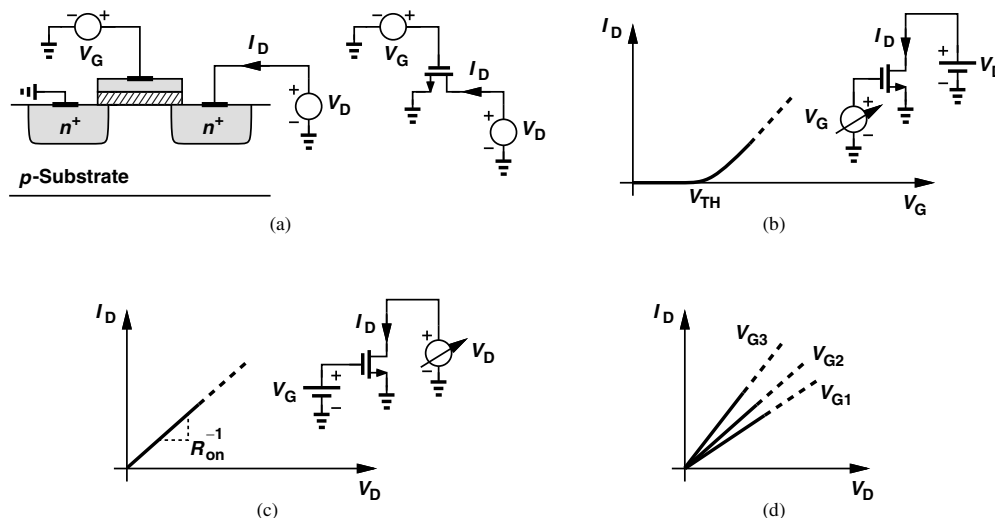 − + V_G
I_D
+ V_D −
n+
n+
p-Substrate
− + V_G
I_D
+ V_D −
(a)
I_D
V_TH
V_G
I_D
+ V_D −
+ V_G −
(b)
I_D
R_on^−1
V_D
I_D
+ V_G −
+ V_D −
(c)
I_D
V_G3
V_G2
V_G1
V_D
(d)